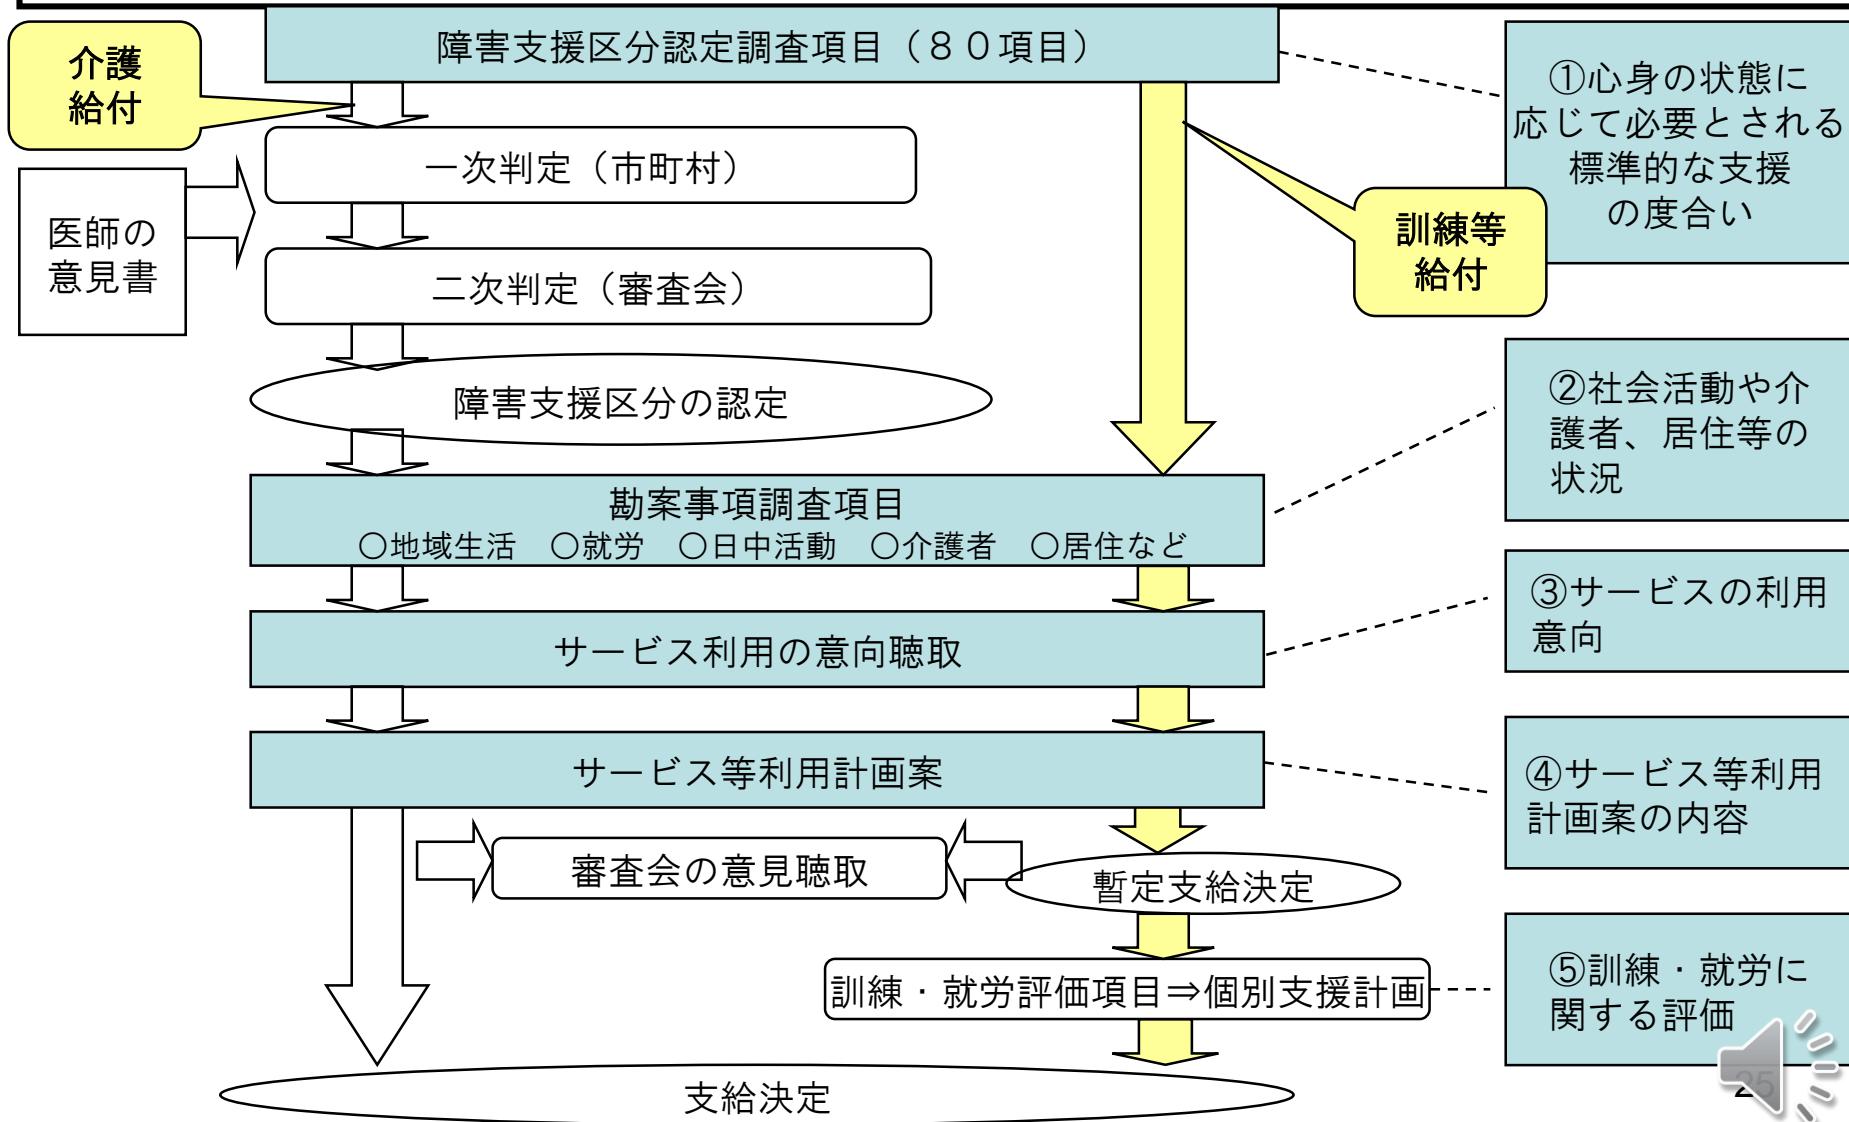 障害支援区分認定調査項目（８０項目）
介護
給付
①心身の状態に
応じて必要とされる
標準的な支援
の度合い
一次判定（市町村）
医師の
意見書
訓練等
給付
二次判定（審査会）
障害支援区分の認定
②社会活動や介
護者、居住等の
状況
勘案事項調査項目
○地域生活　○就労　○日中活動　○介護者　○居住など
③サービスの利用
意向
サービス利用の意向聴取
サービス等利用計画案
④サービス等利用
計画案の内容
審査会の意見聴取
暫定支給決定
訓練・就労評価項目⇒個別支援計画
⑤訓練・就労に
関する評価
支給決定
25